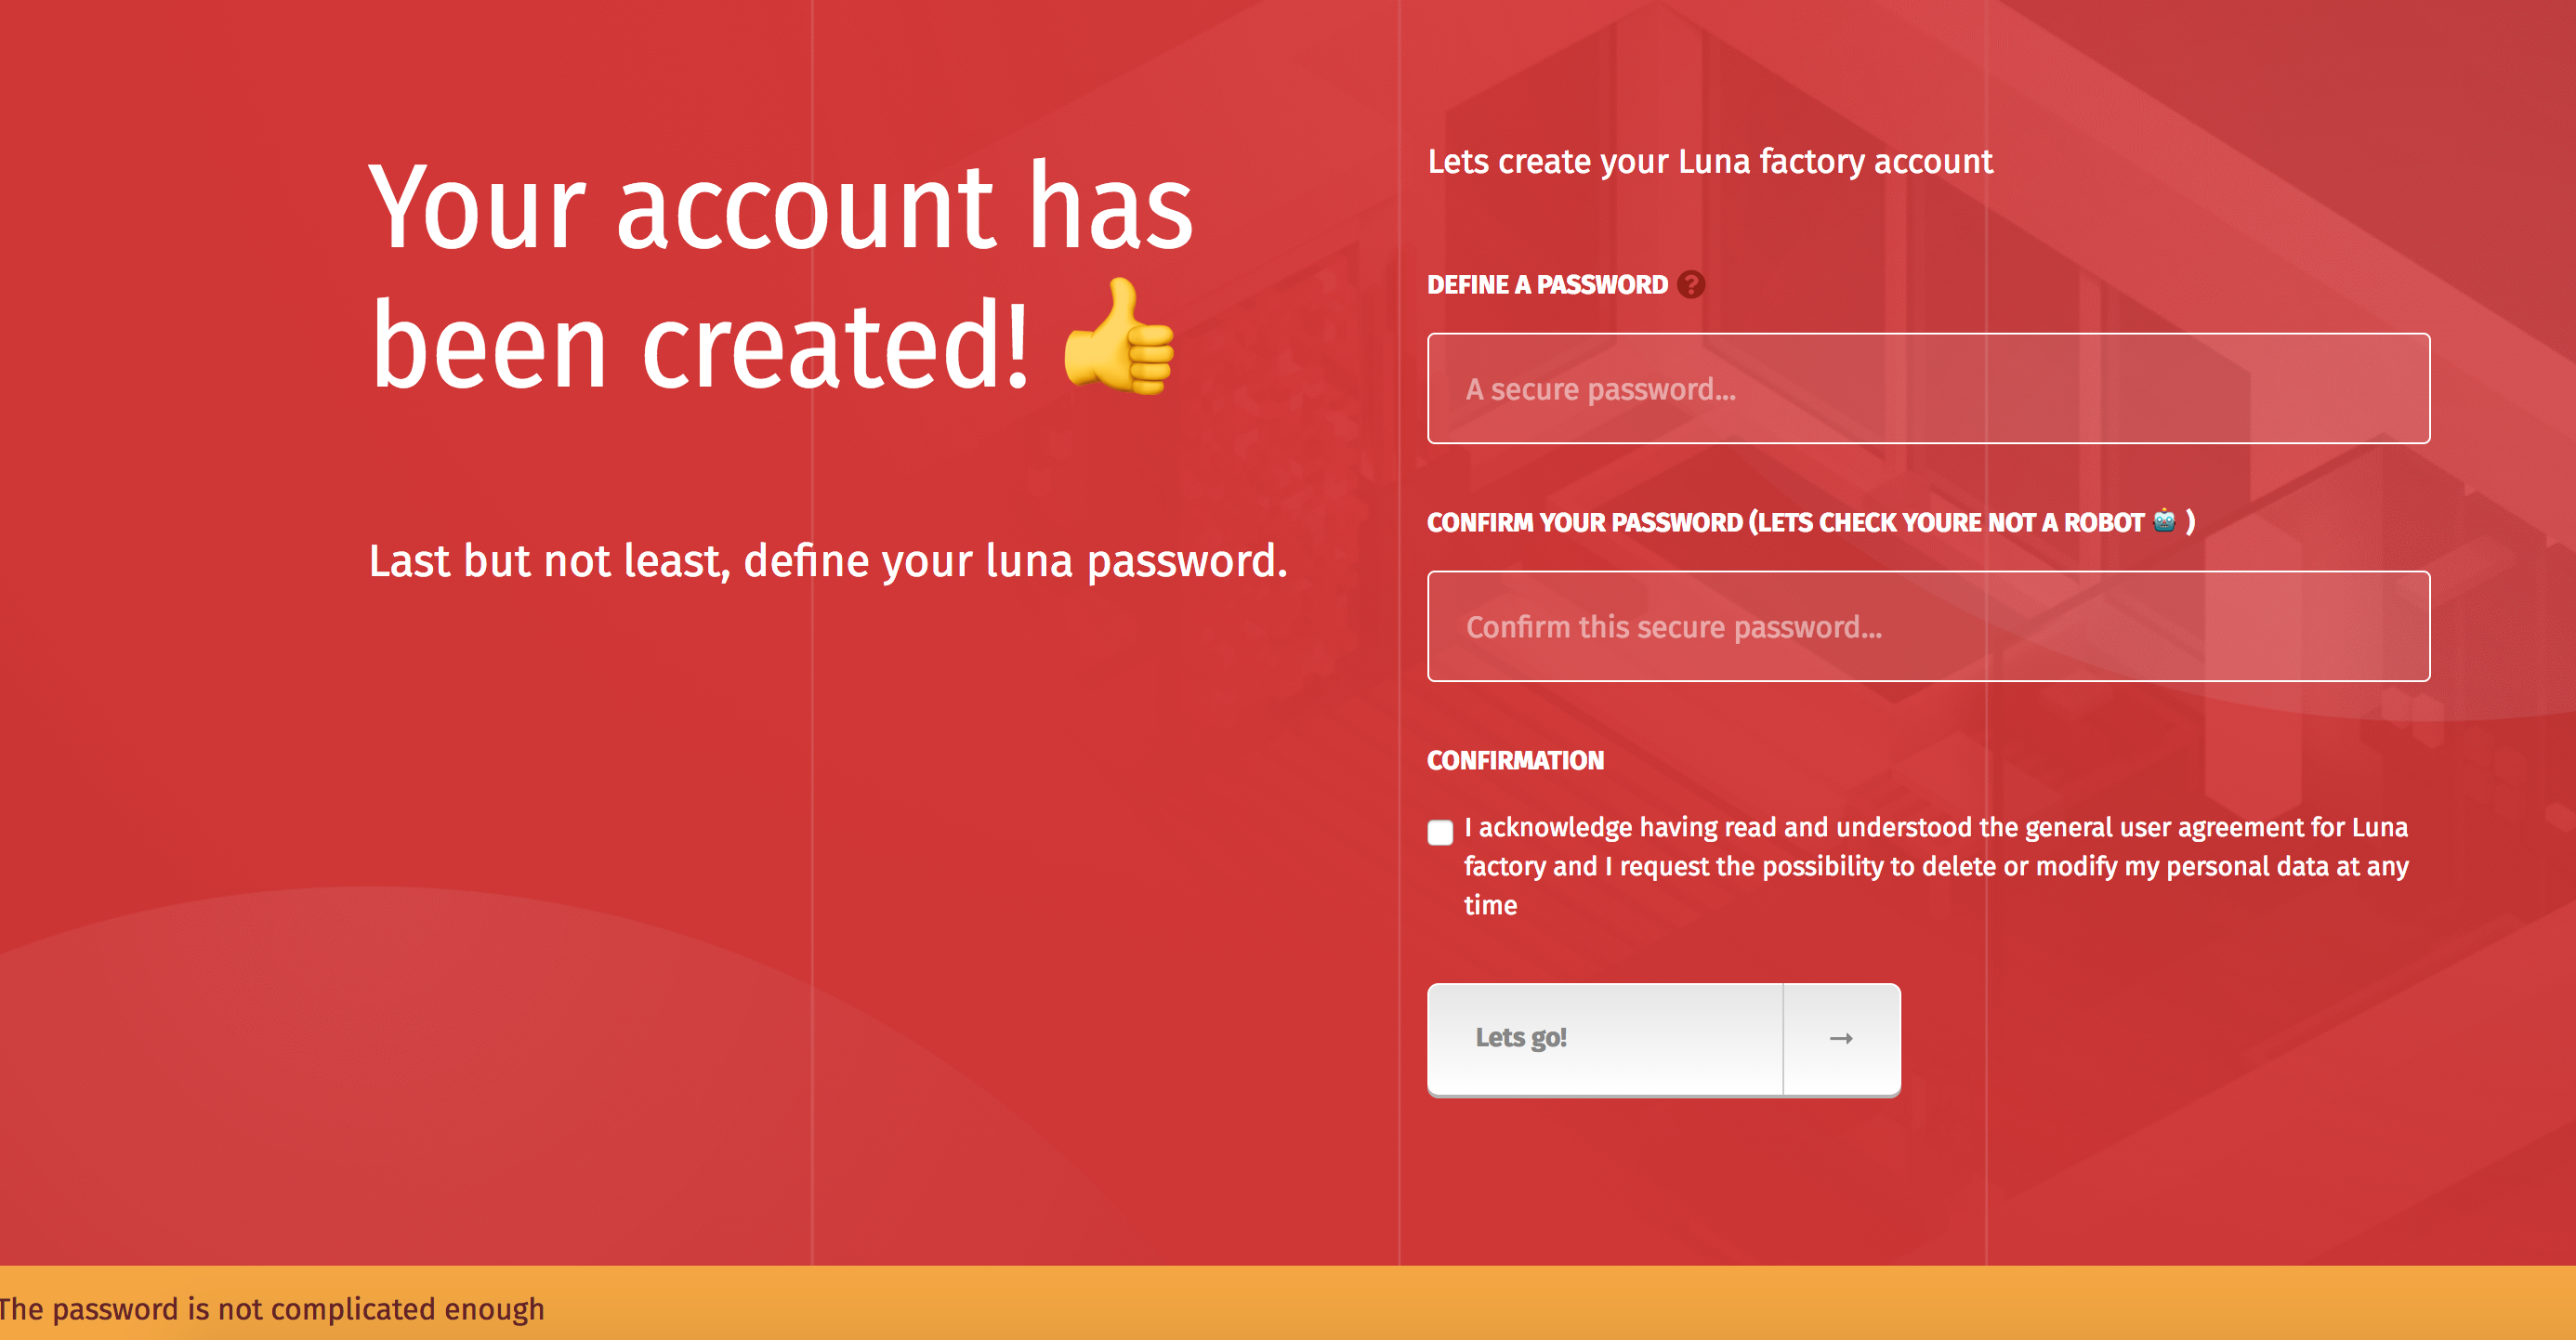 Your account has
been created! 👍
Last but not least, define your luna password.
Lets create your Luna factory account
DEFINE A PASSWORD ?
A secure password...
CONFIRM YOUR PASSWORD (LETS CHECK YOURE NOT A ROBOT 🤖 )
Confirm this secure password...
CONFIRMATION
I acknowledge having read and understood the general user agreement for Luna
factory and I request the possibility to delete or modify my personal data at any
time
Lets go! →
The password is not complicated enough